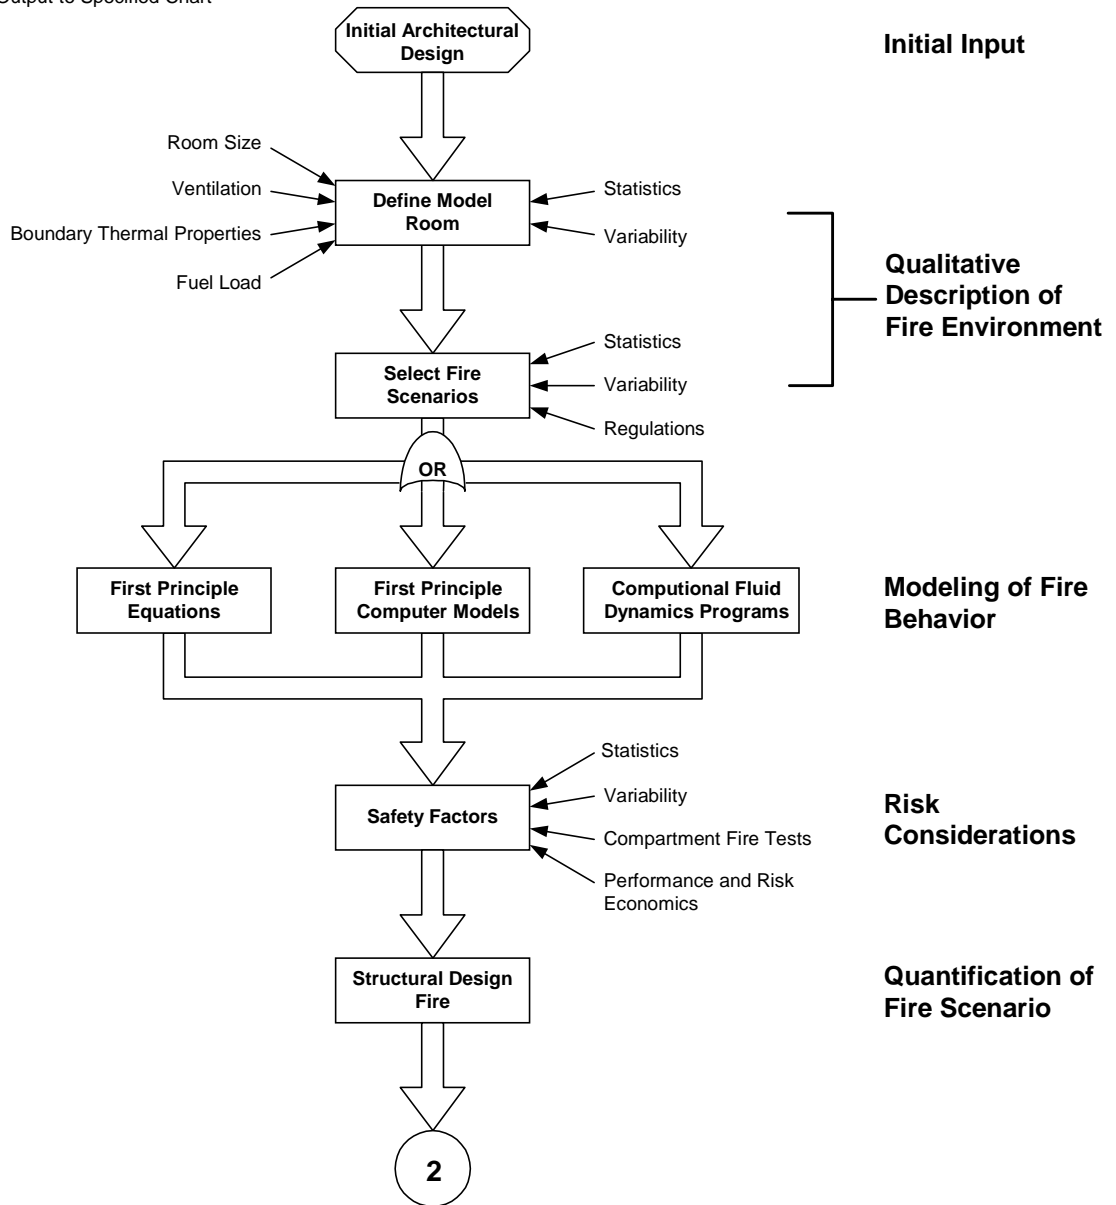 Output to Specified Chart
Initial Architectural
Design
Initial Input
Room Size
Ventilation
Boundary Thermal Properties
Fuel Load
Define Model
Room
Statistics
Variability
Qualitative
Description of
Fire Environment
Select Fire
Scenarios
Statistics
Variability
Regulations
OR
First Principle
Equations
First Principle
Computer Models
Computional Fluid
Dynamics Programs
Modeling of Fire
Behavior
Safety Factors
Statistics
Variability
Compartment Fire Tests
Performance and Risk
Economics
Risk
Considerations
Structural Design
Fire
Quantification of
Fire Scenario
2